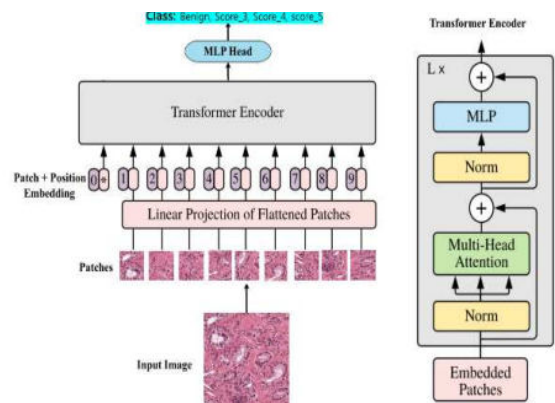 Class: Benign, Score_3, Score_4, score_5
MLP Head
Transformer Encoder
Patch + Position
Embedding
0 * 1 2 3 4 5 6 7 8 9
Linear Projection of Flattened Patches
Patches
Input Image
Transformer Encoder
L x
+
MLP
Norm
+
Multi-Head
Attention
Norm
Embedded
Patches